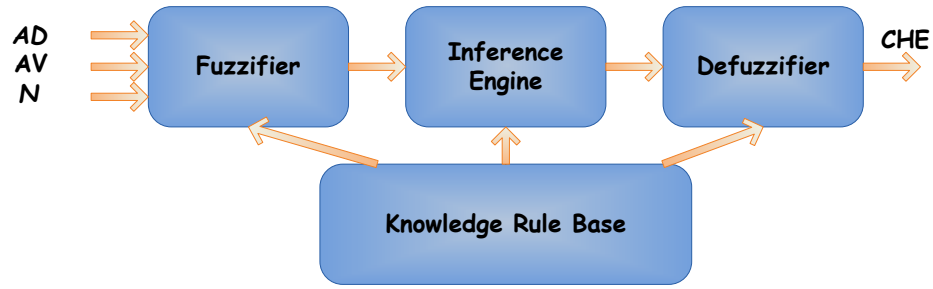 AD
AV
N
Fuzzifier
Inference
Engine
Defuzzifier
CHE
Knowledge Rule Base